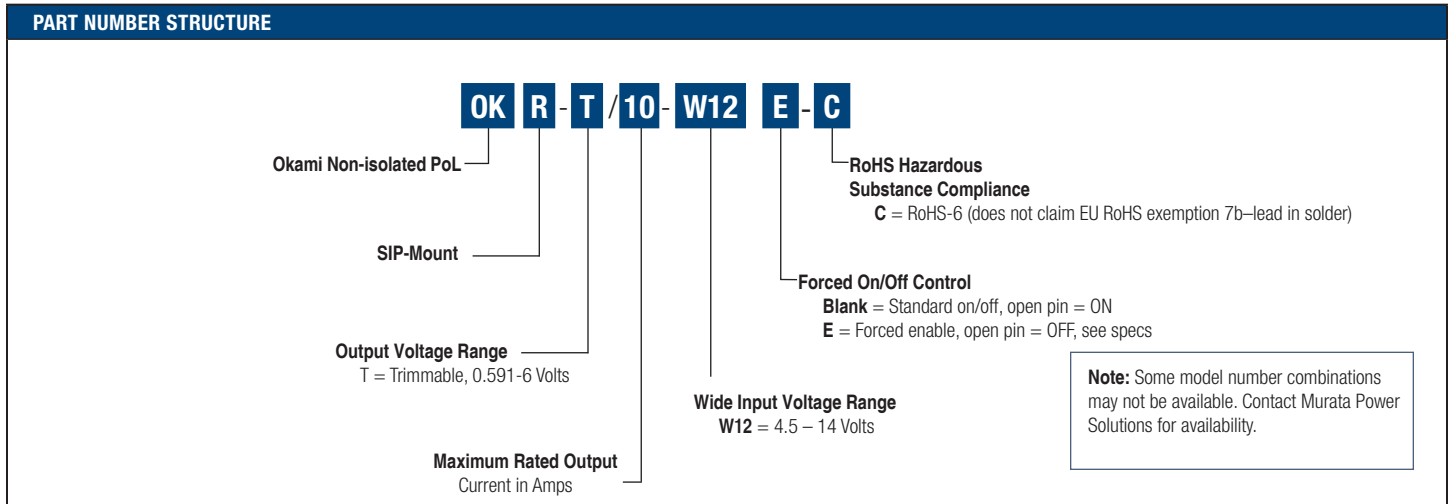 PART NUMBER STRUCTURE
OK R - T / 10 - W12 E - C
Okami Non-isolated PoL
RoHS Hazardous
Substance Compliance
C = RoHS-6 (does not claim EU RoHS exemption 7b–lead in solder)
SIP-Mount
Forced On/Off Control
Blank = Standard on/off, open pin = ON
E = Forced enable, open pin = OFF, see specs
Output Voltage Range
T = Trimmable, 0.591-6 Volts
Wide Input Voltage Range
W12 = 4.5 – 14 Volts
Maximum Rated Output
Current in Amps
Note: Some model number combinations
may not be available. Contact Murata Power
Solutions for availability.